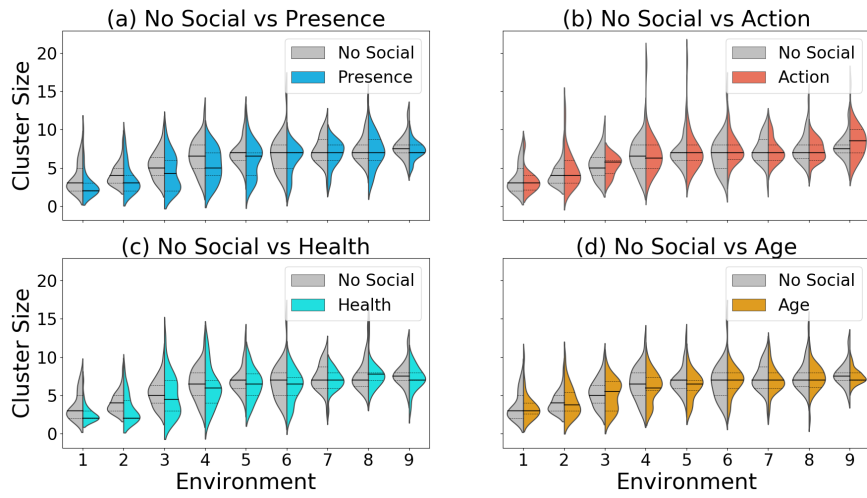 (a) No Social vs Presence
(b) No Social vs Action
20
15
10
5
0
Cluster Size
No Social
Presence
No Social
Action
(c) No Social vs Health
(d) No Social vs Age
20
15
10
5
0
Cluster Size
No Social
Health
No Social
Age
1 2 3 4 5 6 7 8 9
Environment
1 2 3 4 5 6 7 8 9
Environment